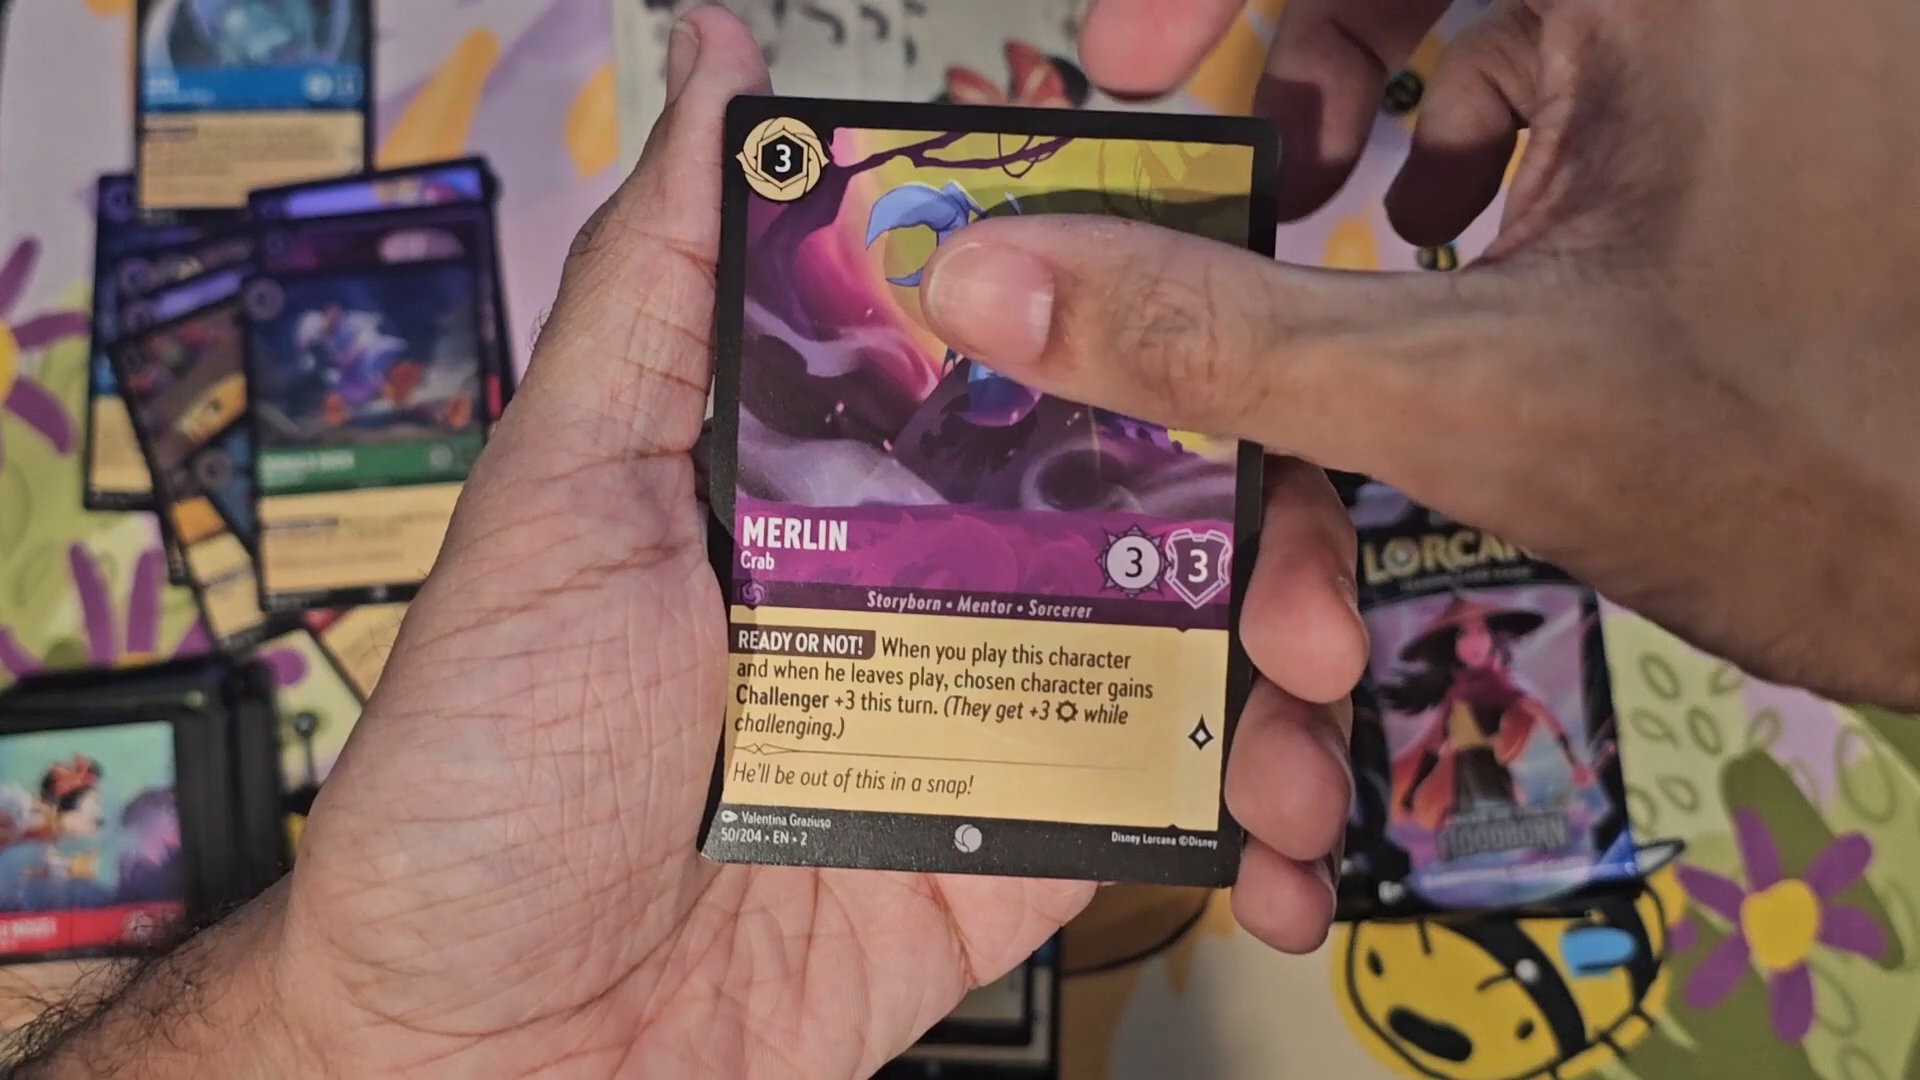 3
MERLIN
Crab
3
3
Storyborn • Mentor • Sorcerer
READY OR NOT! When you play this character
and when he leaves play, chosen character gains
Challenger +3 this turn. (They get +3 while
challenging.)
He'll be out of this in a snap!
Valentina Graziuso
50/204 • EN • 2
Disney Lorcana ©Disney
FLOODBORN